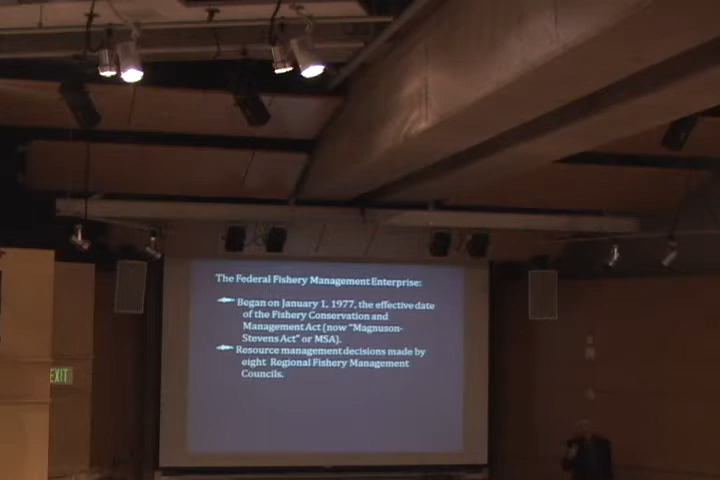 The Federal Fishery Management Enterprise:
Began on January 1, 1977, the effective date
of the Fishery Conservation and
Management Act (now "Magnuson-
Stevens Act" or MSA).
Resource management decisions made by
eight Regional Fishery Management
Councils.
EXIT